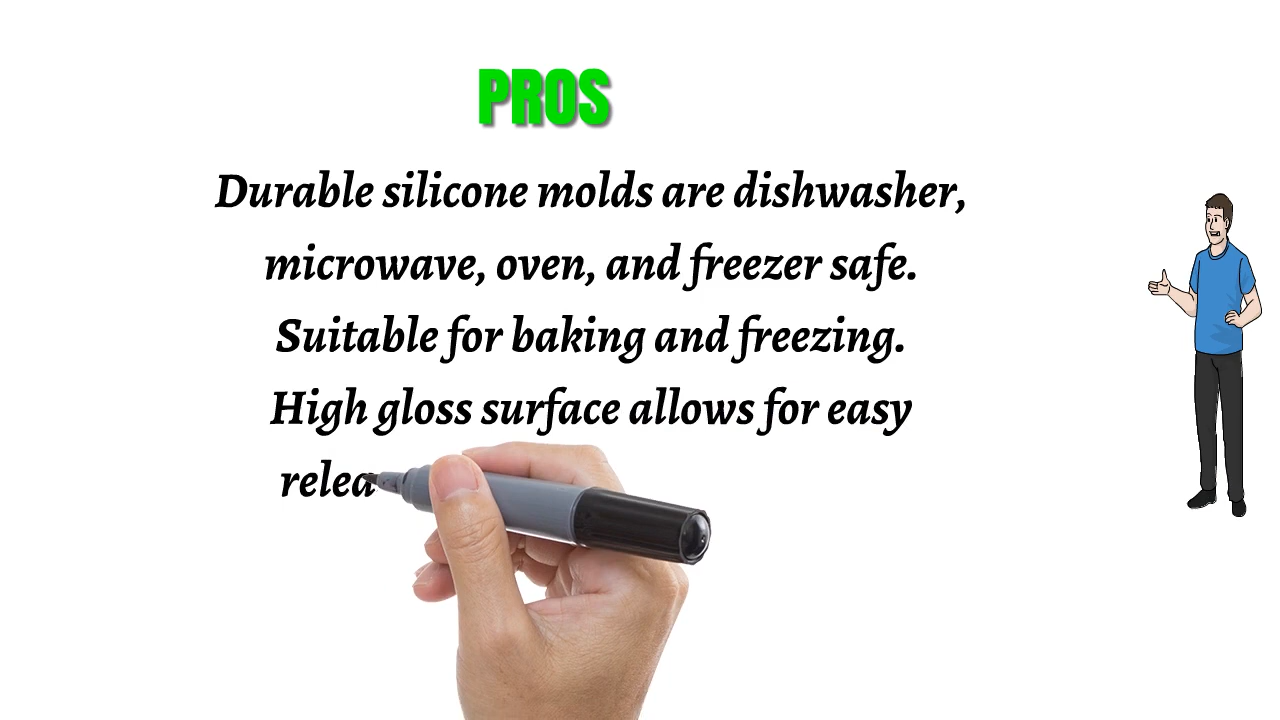 PROS
Durable silicone molds are dishwasher,
microwave, oven, and freezer safe.
Suitable for baking and freezing.
High gloss surface allows for easy
relea